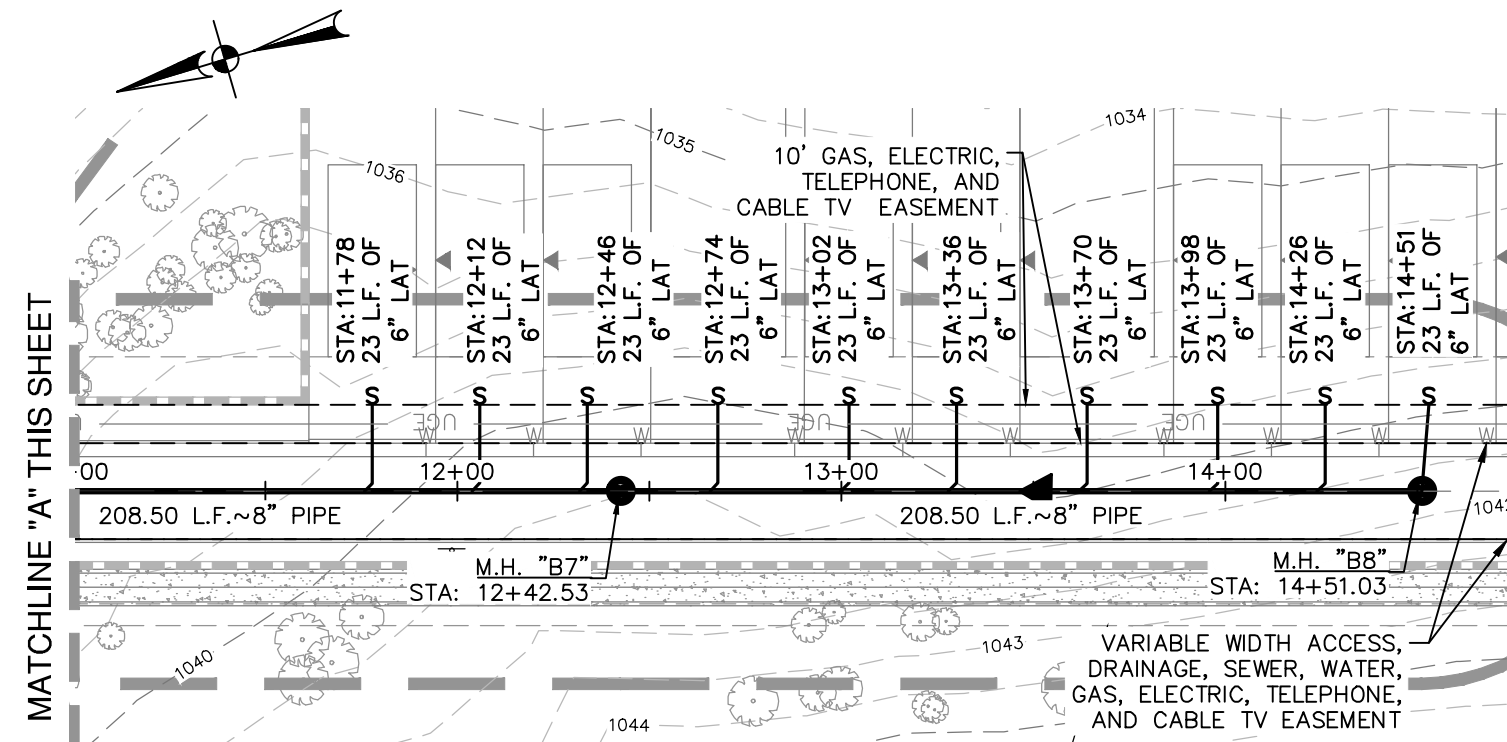 1034
1035
1036
10' GAS, ELECTRIC,
TELEPHONE, AND
CABLE TV EASEMENT
STA:11+78
23 L.F. OF
6" LAT
STA:12+12
23 L.F. OF
6" LAT
STA:12+46
23 L.F. OF
6" LAT
STA:12+74
23 L.F. OF
6" LAT
STA:13+02
23 L.F. OF
6" LAT
STA:13+36
23 L.F. OF
6" LAT
STA:13+70
23 L.F. OF
6" LAT
STA:13+98
23 L.F. OF
6" LAT
STA:14+26
23 L.F. OF
6" LAT
STA:14+51
23 L.F. OF
6" LAT
MATCHLINE "A" THIS SHEET
S S S S S S S S S S
UGE UGE UGE
W W W W W W W W W W
+00 12+00 13+00 14+00
208.50 L.F.~8" PIPE
208.50 L.F.~8" PIPE
M.H. "B7"
STA: 12+42.53
M.H. "B8"
STA: 14+51.03
1040
1043
1044
VARIABLE WIDTH ACCESS,
DRAINAGE, SEWER, WATER,
GAS, ELECTRIC, TELEPHONE,
AND CABLE TV EASEMENT